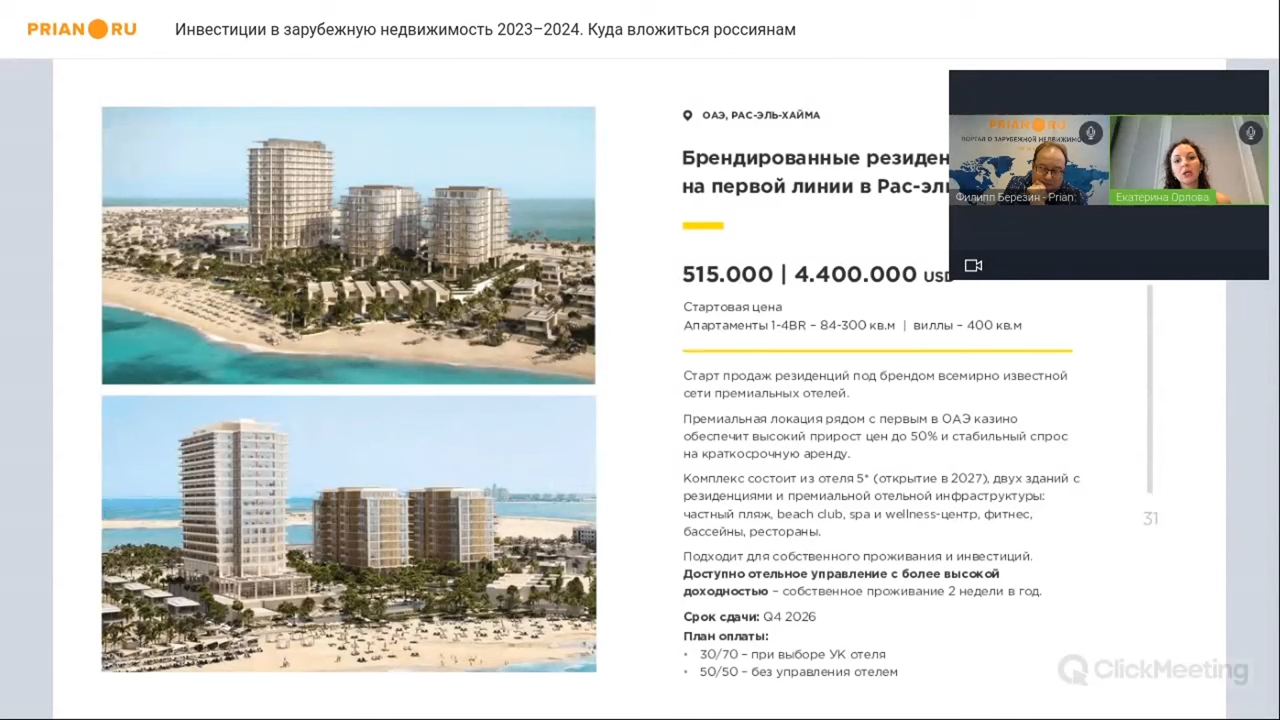 PRIAN RU
Инвестиции в зарубежную недвижимость 2023–2024. Куда вложиться россиянам
ОАЭ, РАС-ЭЛЬ-ХАЙМА
Брендированные
на первой линии в
515.000 | 4.400.000 USD
Стартовая цена
Апартаменты 1-4BR – 84-300 кв.м | виллы – 400 кв.м
Старт продаж резиденций под брендом всемирно известной
сети премиальных отелей.
Премиальная локация рядом с первым в ОАЭ казино
обеспечит высокий прирост цен до 50% и стабильный спрос
на краткосрочную аренду.
Комплекс состоит из отеля 5* (открытие в 2027), двух зданий с
резиденциями и премиальной отельной инфраструктуры:
частный пляж, beach club, spa и wellness-центр, фитнес,
бассейны, рестораны.
Подходит для собственного проживания и инвестиций.
Доступно отельное управление с более высокой
доходностью – собственное проживание 2 недели в год.
Срок сдачи: Q4 2026
План оплаты:
• 30/70 – при выборе УК отеля
• 50/50 – без управления отелем
PRIAN RU
ПОРТАЛ О ЗАРУБЕЖНОЙ
Филипп Березин - Prian:
Екатерина Орлова
31
ClickMeeting